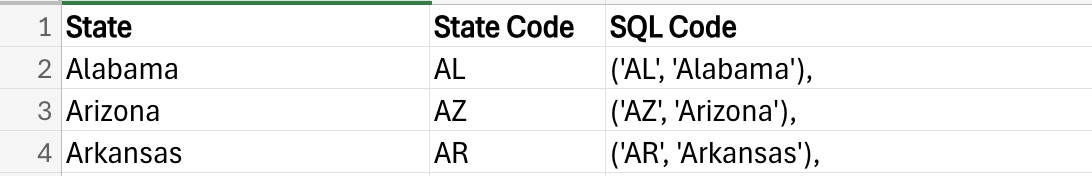 1 State State Code SQL Code
2 Alabama AL ('AL', 'Alabama'),
3 Arizona AZ ('AZ', 'Arizona'),
4 Arkansas AR ('AR', 'Arkansas'),